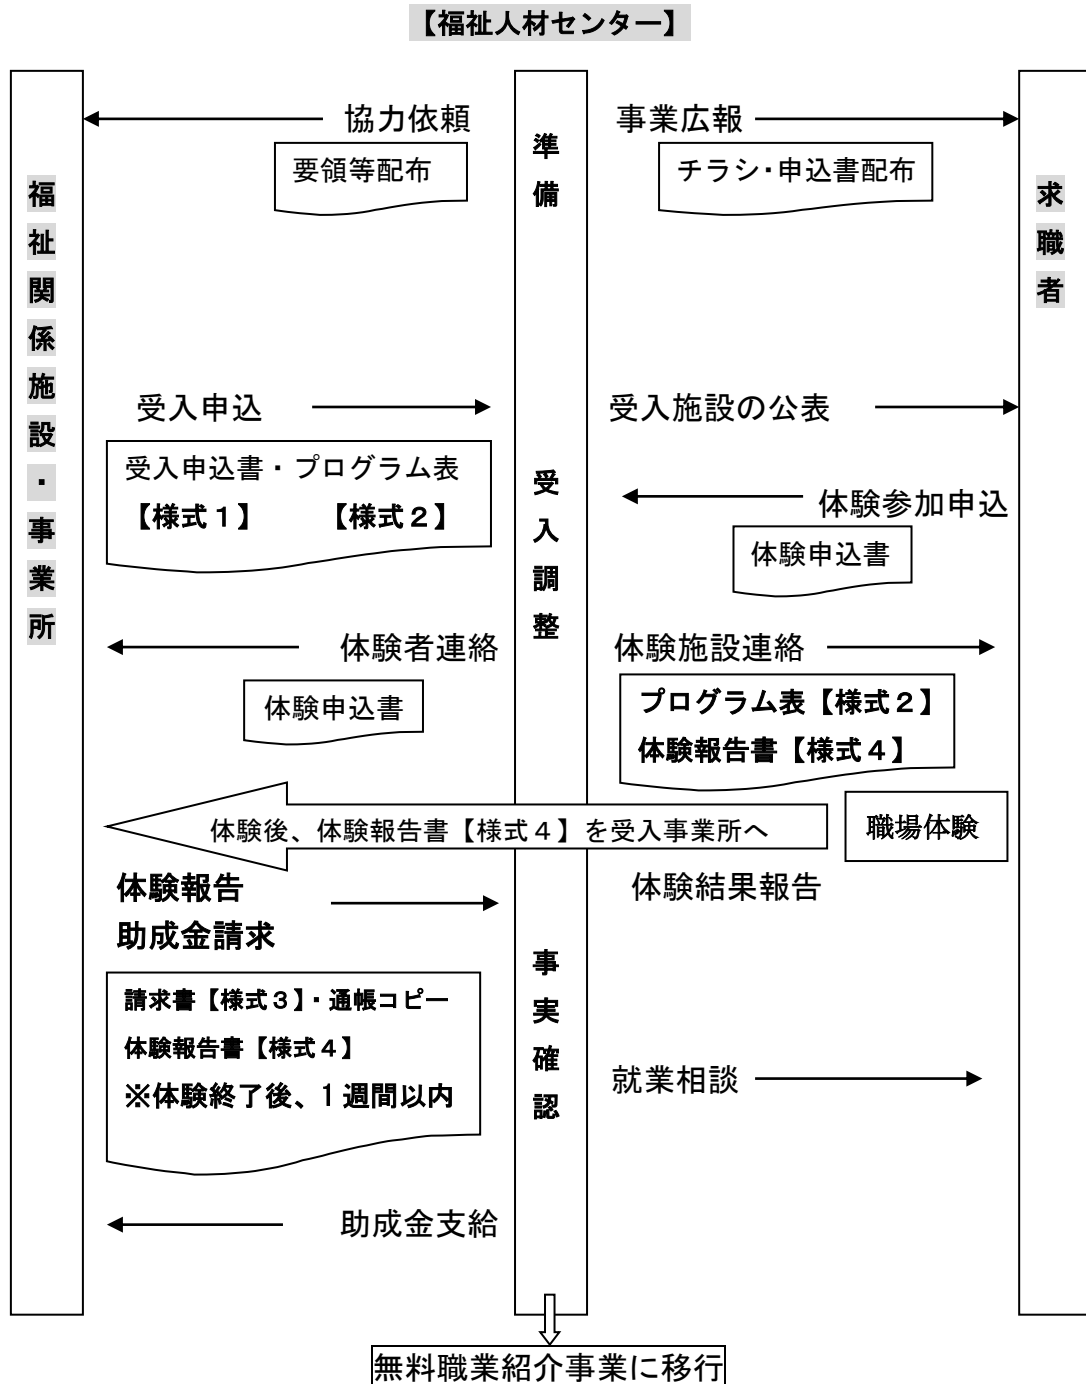 【福祉人材センター】
福祉関係施設・事業所
準備
受入調整
事実確認
求職者
協力依頼
要領等配布
事業広報
チラシ・申込書配布
受入申込
受入申込書・プログラム表
【様式１】 【様式２】
受入施設の公表
体験参加申込
体験申込書
体験者連絡
体験申込書
体験施設連絡
プログラム表【様式２】
体験報告書【様式４】
体験後、体験報告書【様式４】を受入事業所へ
職場体験
体験報告
助成金請求
体験結果報告
請求書【様式３】・通帳コピー
体験報告書【様式４】
※体験終了後、1週間以内
就業相談
助成金支給
無料職業紹介事業に移行